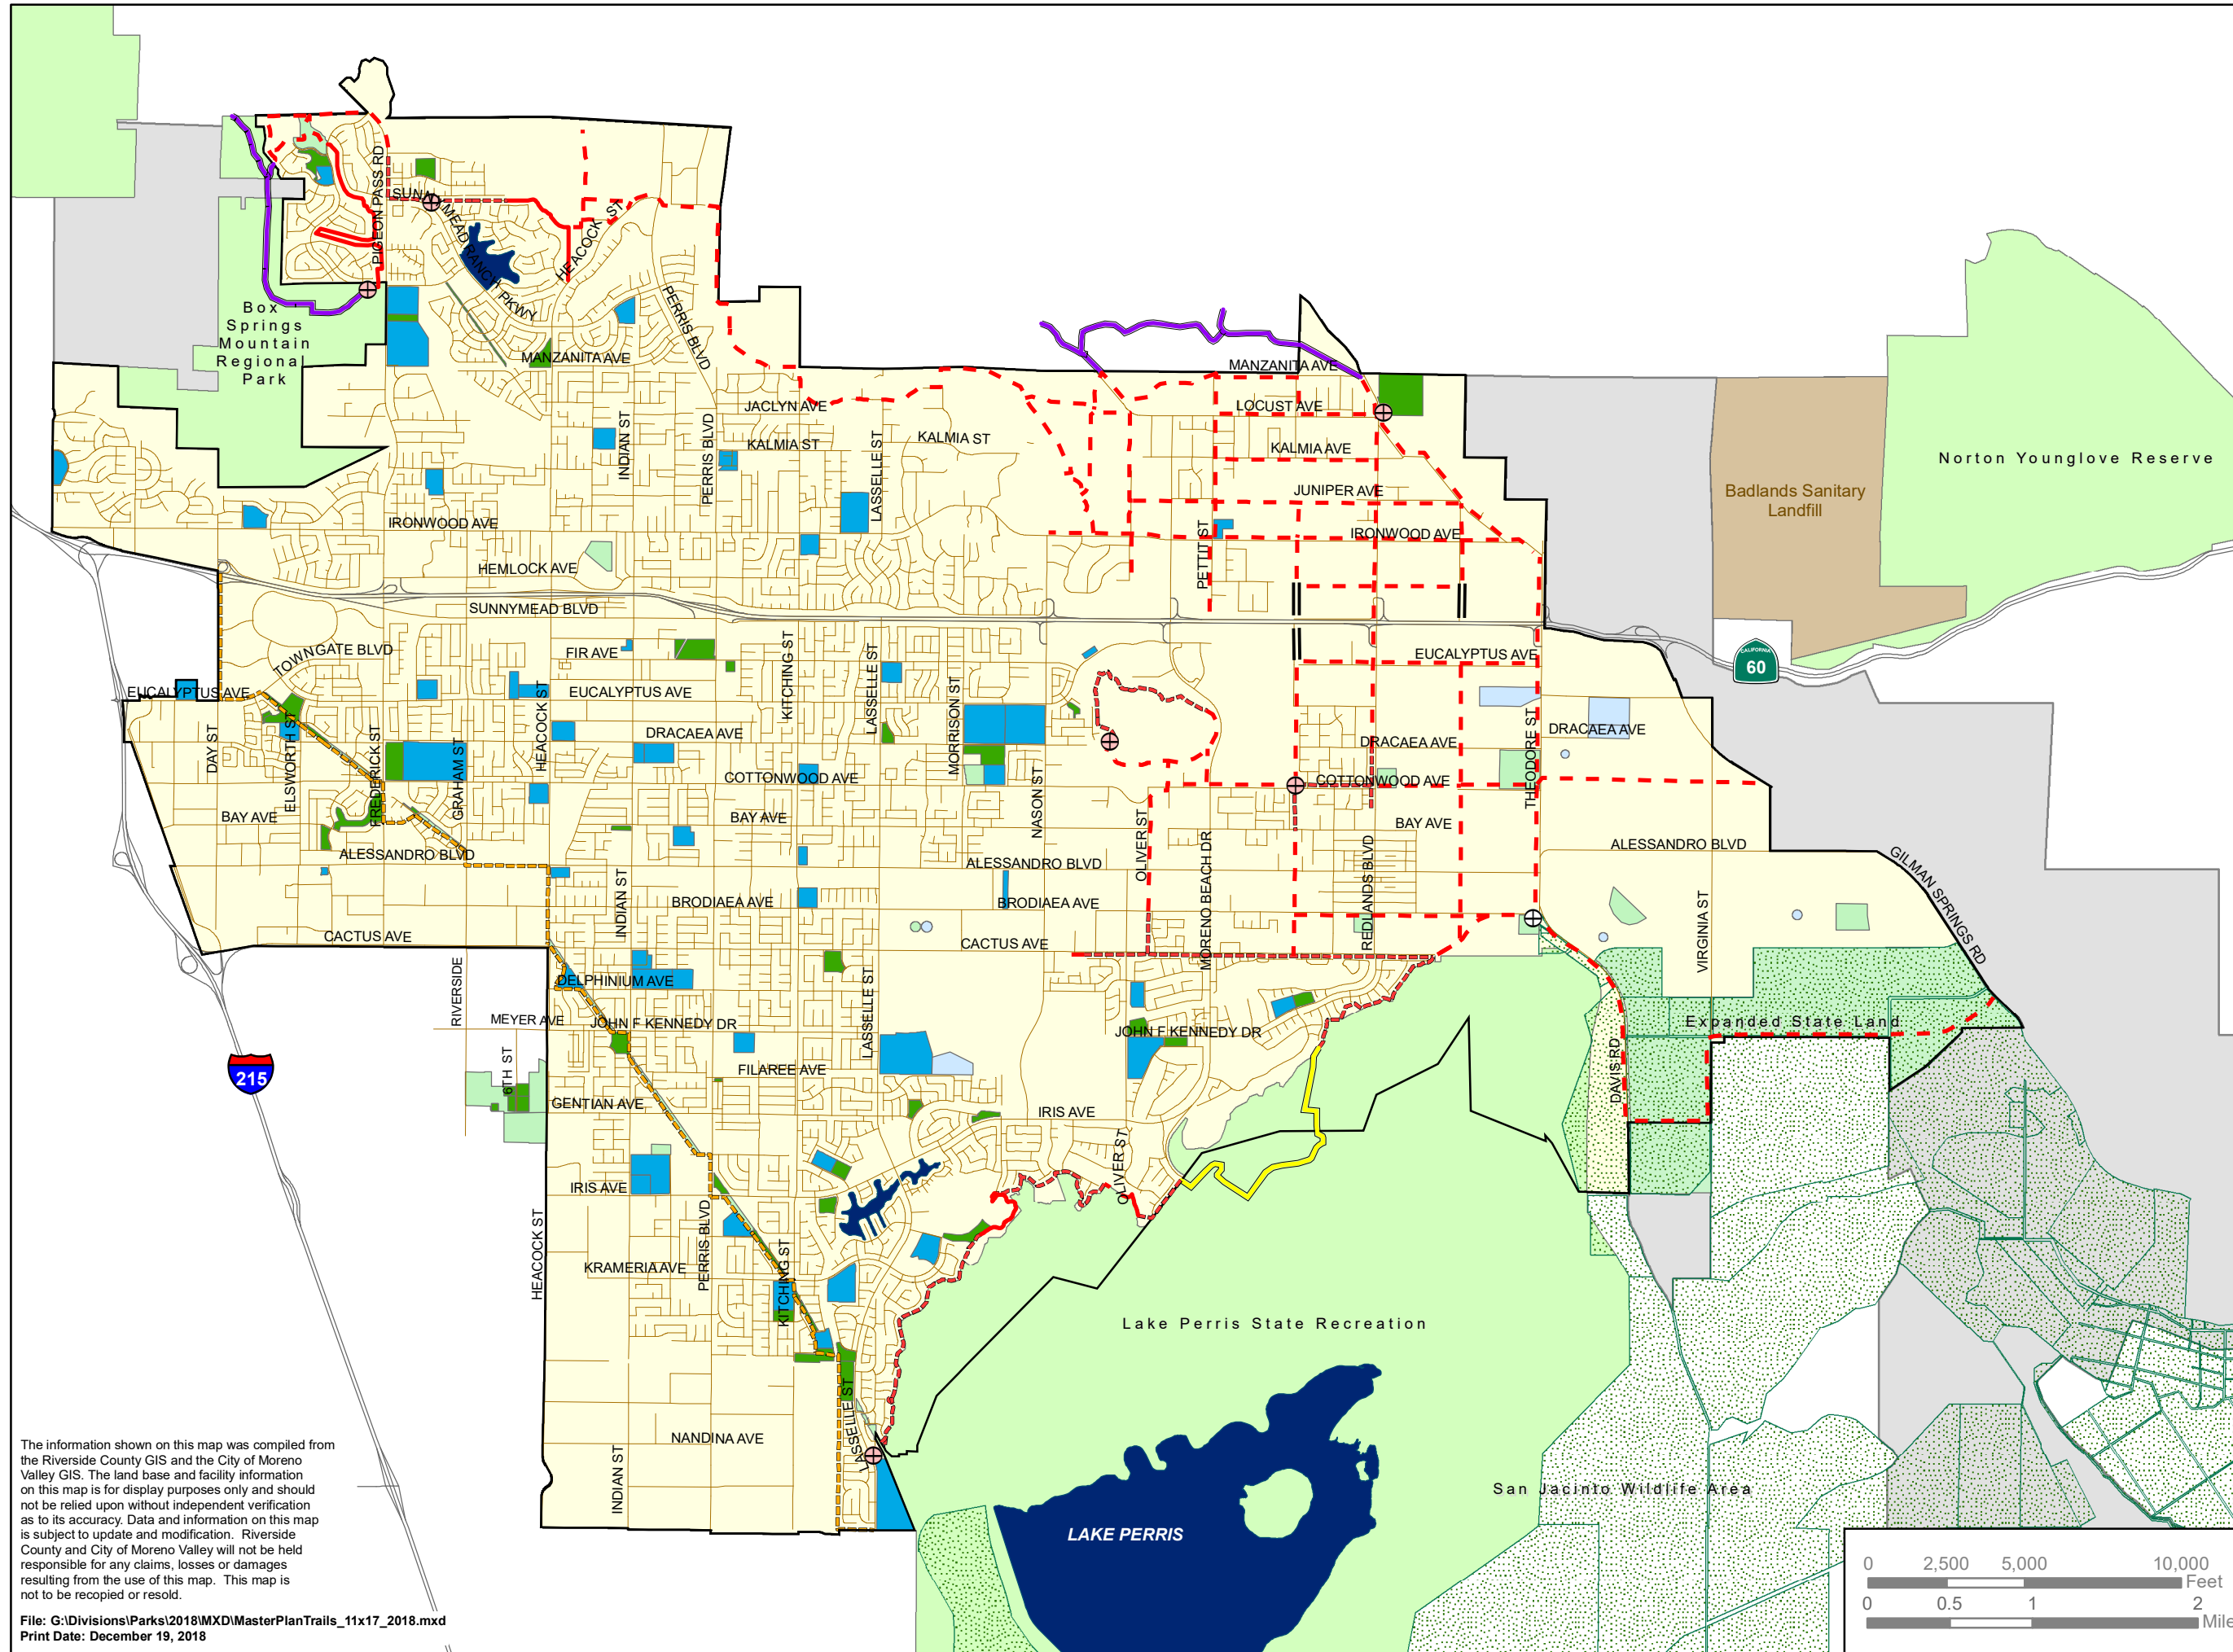 PIGEON PASS RD
SUNNYMEAD RANCH PKWY
HEACOCK ST
PERRIS BLVD
Box
Springs
Mountain
Regional
Park
MANZANITA AVE
MANZANITA AVE
JACLYN AVE
LOCUST AVE
KALMIA ST
KALMIA ST
KALMIA AVE
INDIAN ST
PERRIS BLVD
LASSELLE ST
Norton Younglove Reserve
JUNIPER AVE
Badlands Sanitary
Landfill
IRONWOOD AVE
IRONWOOD AVE
PETTIT ST
HEMLOCK AVE
SUNNYMEAD BLVD
TOWNGATE BLVD
FIR AVE
EUCALYPTUS AVE
CALIFORNIA
60
KITCHING ST
LASSELLE ST
MORRISON ST
EUCALYPTUS AVE
EUCALYPTUS AVE
HEACOCK ST
DAY ST
ELSWORTH ST
FREDERICK ST
GRAHAM ST
DRACAEA AVE
DRACAEA AVE
DRACAEA AVE
THEODORE ST
COTTONWOOD AVE
COTTONWOOD AVE
NASON ST
BAY AVE
BAY AVE
BAY AVE
OLIVER ST
MORENO BEACH DR
REDLANDS BLVD
ALESSANDRO BLVD
ALESSANDRO BLVD
ALESSANDRO BLVD
GILMAN SPRINGS RD
INDIAN ST
BRODIAEA AVE
BRODIAEA AVE
VIRGINIA ST
CACTUS AVE
CACTUS AVE
RIVERSIDE
DELPHINIUM AVE
LASSELLE ST
MEYER AVE
JOHN F KENNEDY DR
JOHN F KENNEDY DR
Expanded State Land
DAVIS RD
215
6TH ST
FILAREE AVE
GENTIAN AVE
IRIS AVE
OLIVER ST
IRIS AVE
HEACOCK ST
PERRIS BLVD
KITCHING ST
KRAMERIA AVE
Lake Perris State Recreation
LASSELLE ST
NANDINA AVE
INDIAN ST
San Jacinto Wildlife Area
LAKE PERRIS
The information shown on this map was compiled from
the Riverside County GIS and the City of Moreno
Valley GIS. The land base and facility information
on this map is for display purposes only and should
not be relied upon without independent verification
as to its accuracy. Data and information on this map
is subject to update and modification. Riverside
County and City of Moreno Valley will not be held
responsible for any claims, losses or damages
resulting from the use of this map. This map is
not to be recopied or resold.
File: G:\Divisions\Parks\2018\MXD\MasterPlanTrails_11x17_2018.mxd
Print Date: December 19, 2018
0 2,500 5,000 10,000
Feet
0 0.5 1 2
Mile